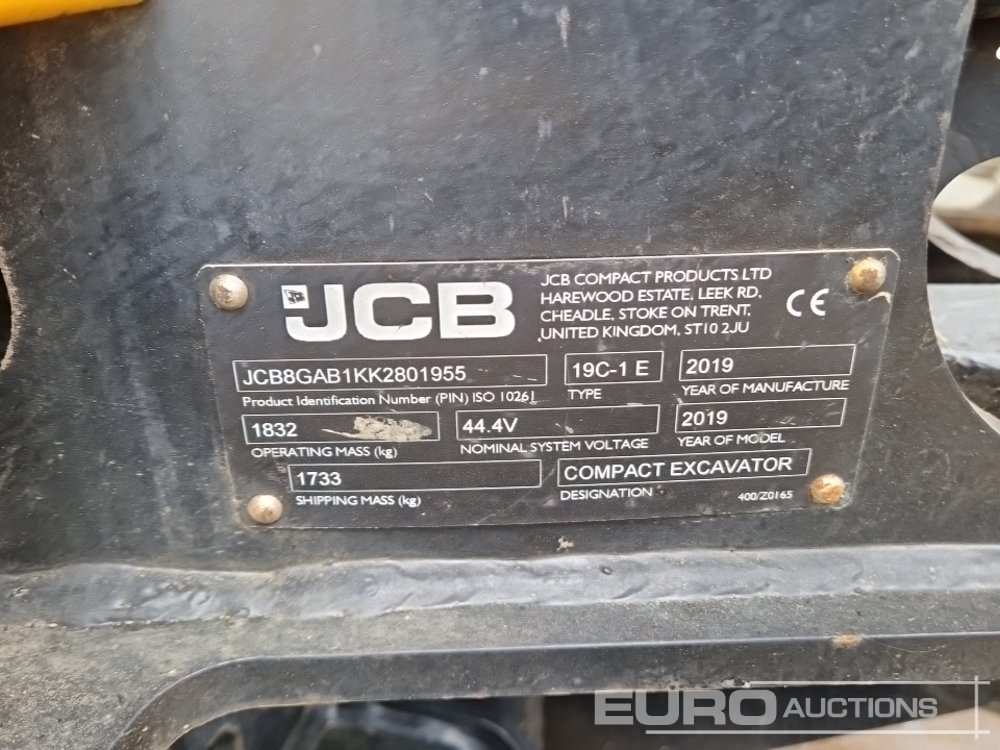 JCB
JCB COMPACT PRODUCTS LTD
HAREWOOD ESTATE, LEEK RD,
CHEADLE, STOKE ON TRENT,
UNITED KINGDOM, ST10 2JU
CE
JCB8GAB1KK2801955
Product Identification Number (PIN) ISO 10261
19C-1 E
TYPE
2019
YEAR OF MANUFACTURE
1832
OPERATING MASS (kg)
44.4V
NOMINAL SYSTEM VOLTAGE
2019
YEAR OF MODEL
1733
SHIPPING MASS (kg)
COMPACT EXCAVATOR
DESIGNATION
400/Z0165
EURO AUCTIONS